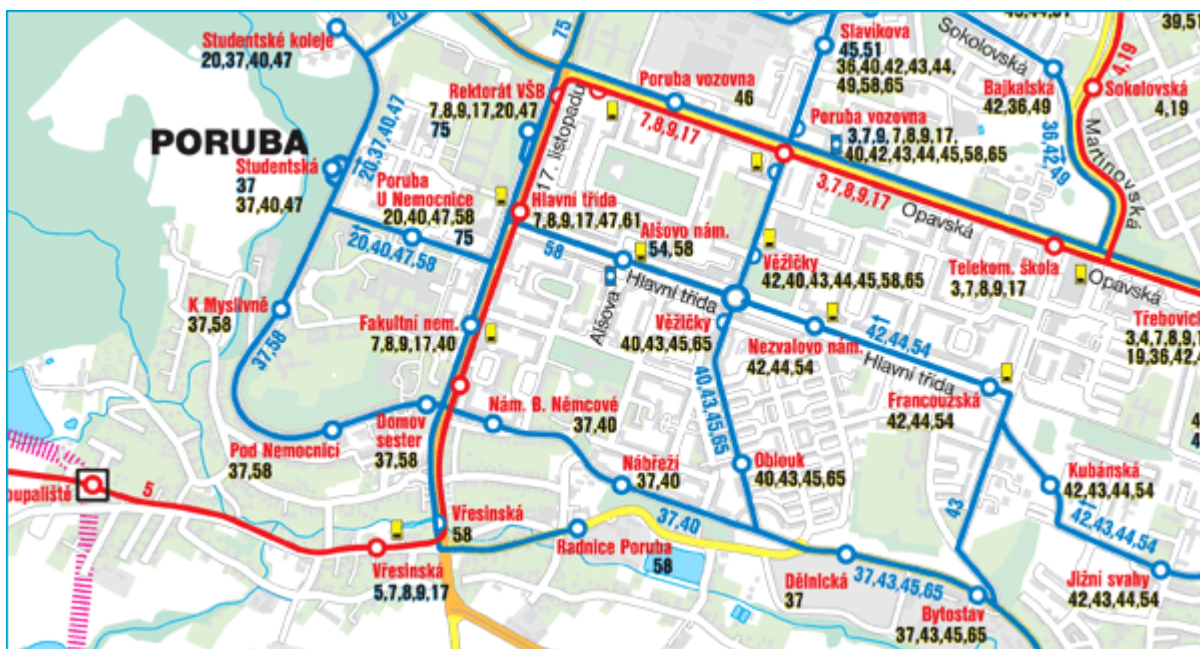 20
75
Studentské koleje
20,37,40,47
Slavíkova
45,51
36,40,42,43,44,
49,58,65
Sokolovská
Bajkalská
42,36,49
4,19
39,51
Sokolovská
4,19
Rektorát VŠB
7,8,9,17,20,47
75
Poruba vozovna
46
7,8,9,17
Poruba vozovna
3,7,9,7,8,9,17,
40,42,43,44,45,58,65
36,42,49
Martinovská
PORUBA
20,37,40,47
17. listopadu
Studentská
37
37,40,47
Poruba
U Nemocnice
20,40,47,58
75
20,40,47,58
Hlavní třída
7,8,9,17,47,61
58
Alšovo nám.
54,58
3,7,8,9,17
Opavská
Telekom. škola
3,7,8,9,17
Opavská
Věžičky
42,40,43,44,45,58,65
Hlavní třída
Alšova
K Myslivně
37,58
37,58
Fakultní nem.
7,8,9,17,40
Věžičky
40,43,45,65
Nezvalovo nám.
42,44,54
42,44,54
Hlavní třída
3,4,7,8,9,1
19,36,42,4
Francouzská
42,44,54
40,43,45,65
Nám. B. Němcové
37,40
Domov
sester
37,58
Pod Nemocnicí
37,58
Nábřeží
37,40
Oblouk
40,43,45,65
Kubánská
42,43,44,54
42,43,44,54
43
5
Vřesinská
58
37,40
Radnice Poruba
58
Vřesinská
5,7,8,9,17
Dělnická
37
37,43,45,65
Bytostav
37,43,45,65
Jižní svahy
42,43,44,54